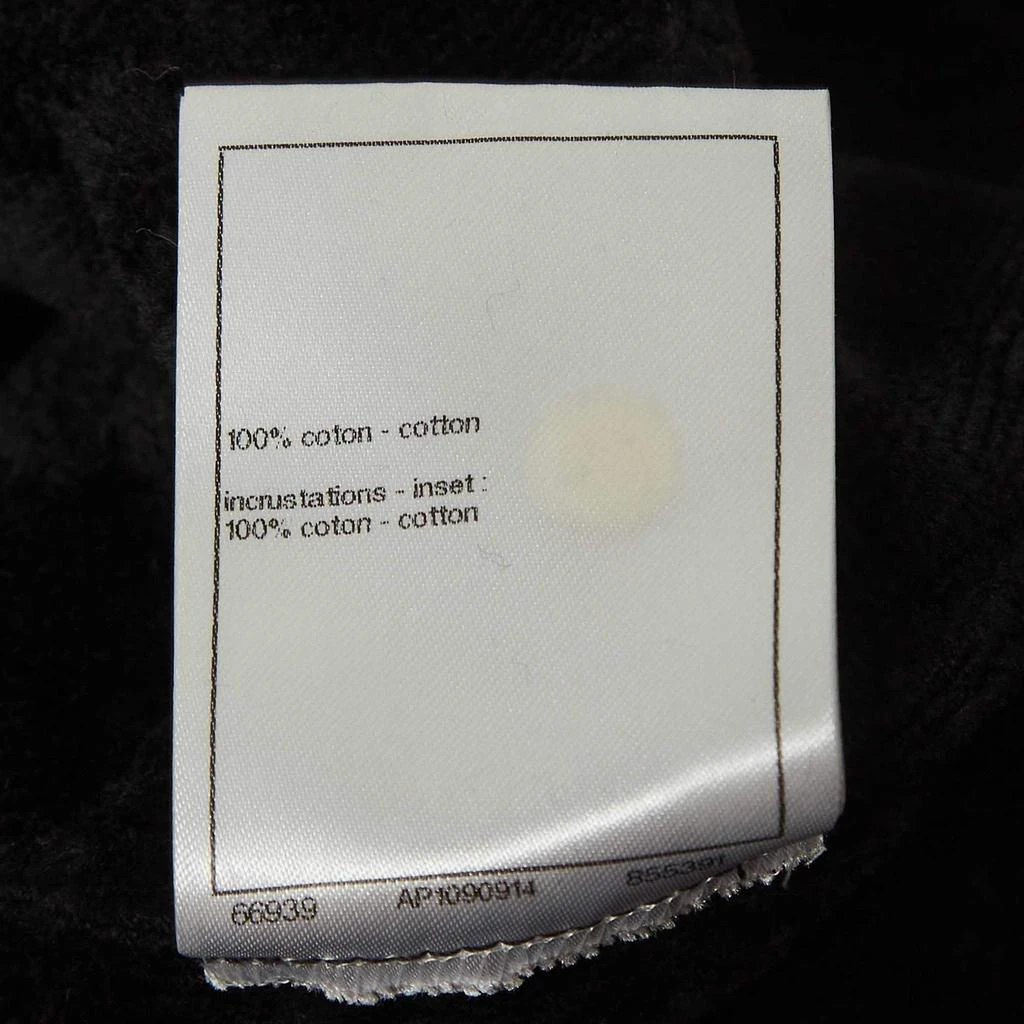 100% coton - cotton
incrustations - inset :
100% coton - cotton
66939 AP1090914 855391